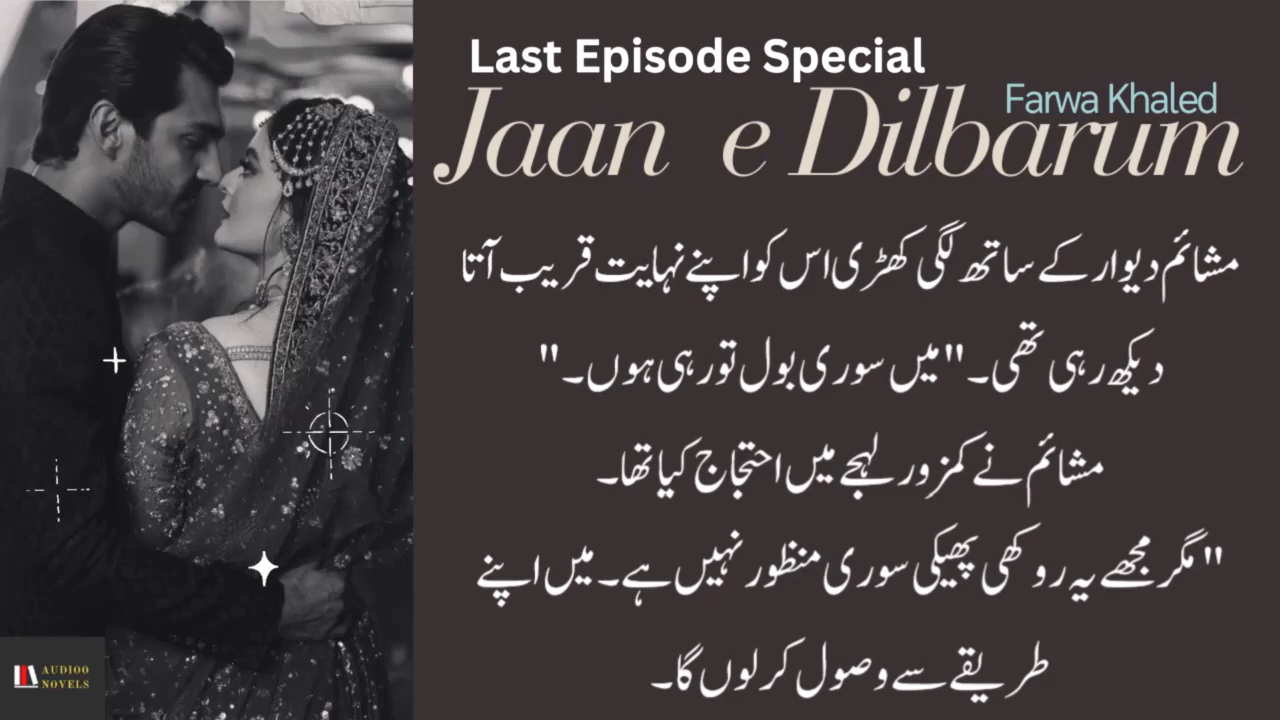 Last Episode Special
Farwa Khaled
Jaan e Dilbarum
مشائم دیوار کے ساتھ لگی کھڑی اس کو اپنے نہایت قریب آتا
دیکھ رہی تھی۔ "میں سوری بول تو رہی ہوں۔"
مشائم نے کمزور لہجے میں احتجاج کیا تھا۔
"مگر مجھے یہ روکھی پھیکی سوری منظور نہیں ہے۔ میں اپنے
طریقے سے وصول کر لوں گا۔
AUDIOO
NOVELS